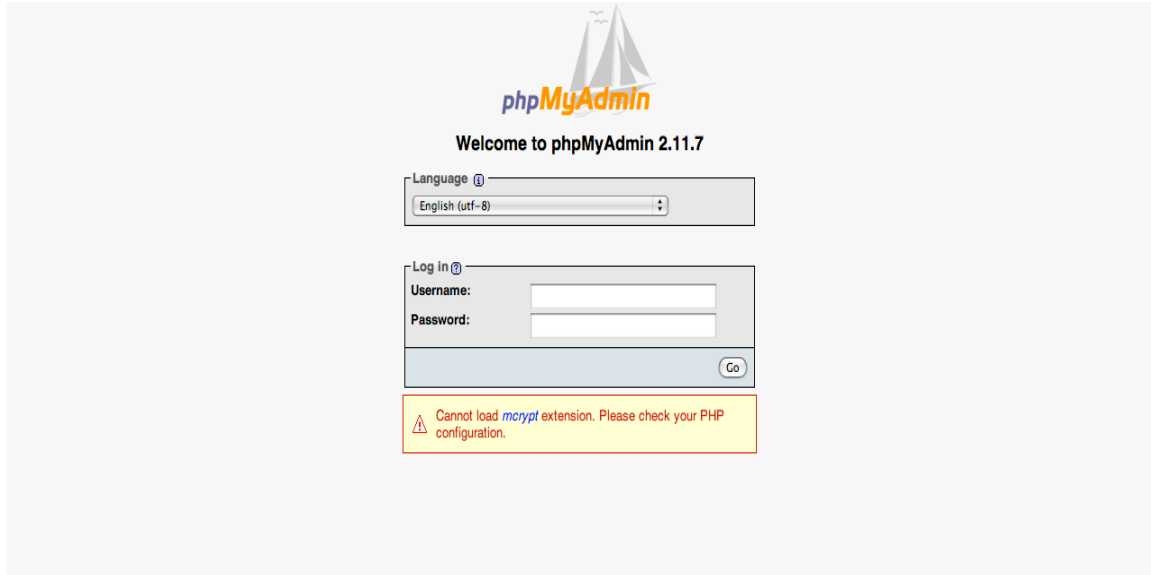 phpMyAdmin
Welcome to phpMyAdmin 2.11.7
Language
English (utf-8)
Log in
Username:
Password:
Go
Cannot load mcrypt extension. Please check your PHP
configuration.